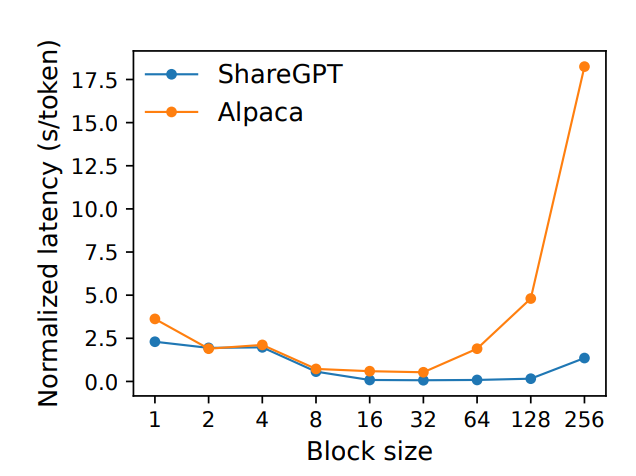 Normalized latency (s/token)
17.5
15.0
12.5
10.0
7.5
5.0
2.5
0.0
ShareGPT
Alpaca
1 2 4 8 16 32 64 128 256
Block size